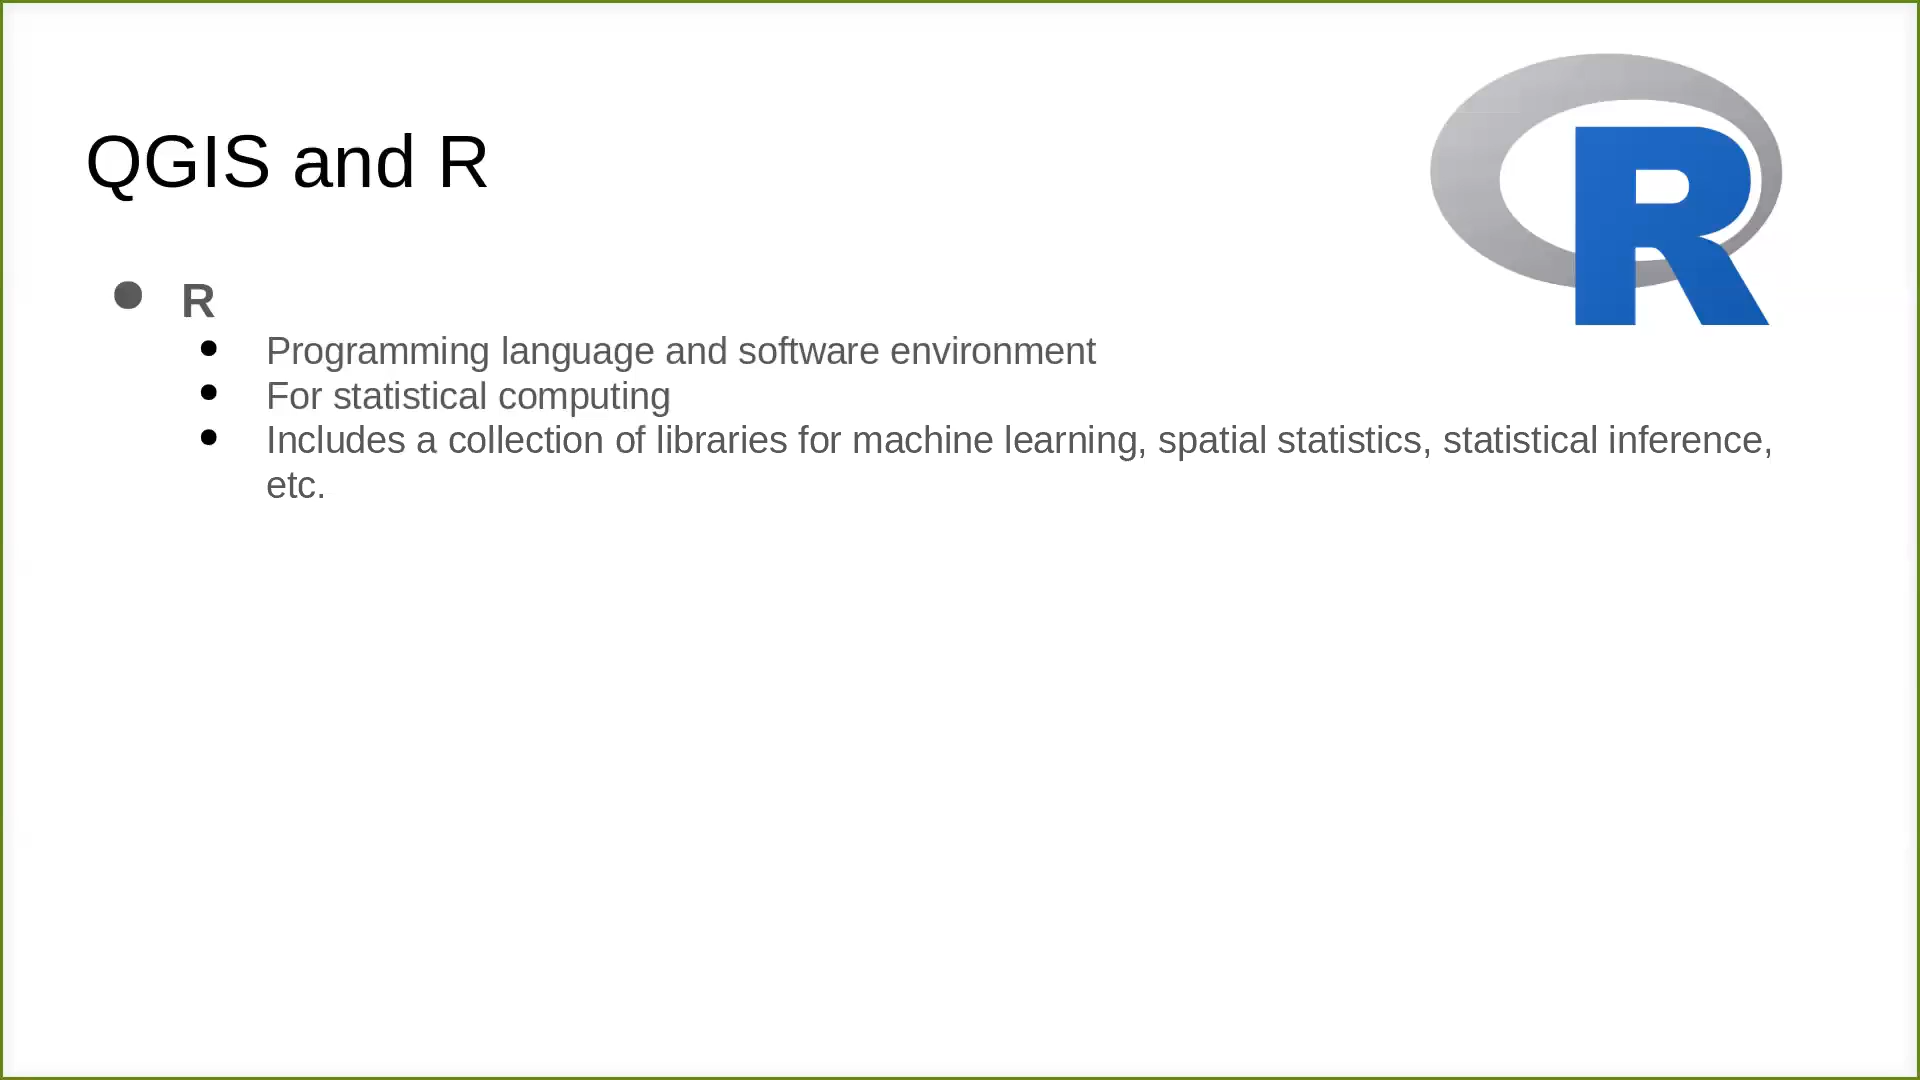 QGIS and R
R
R
Programming language and software environment
For statistical computing
Includes a collection of libraries for machine learning, spatial statistics, statistical inference,
etc.